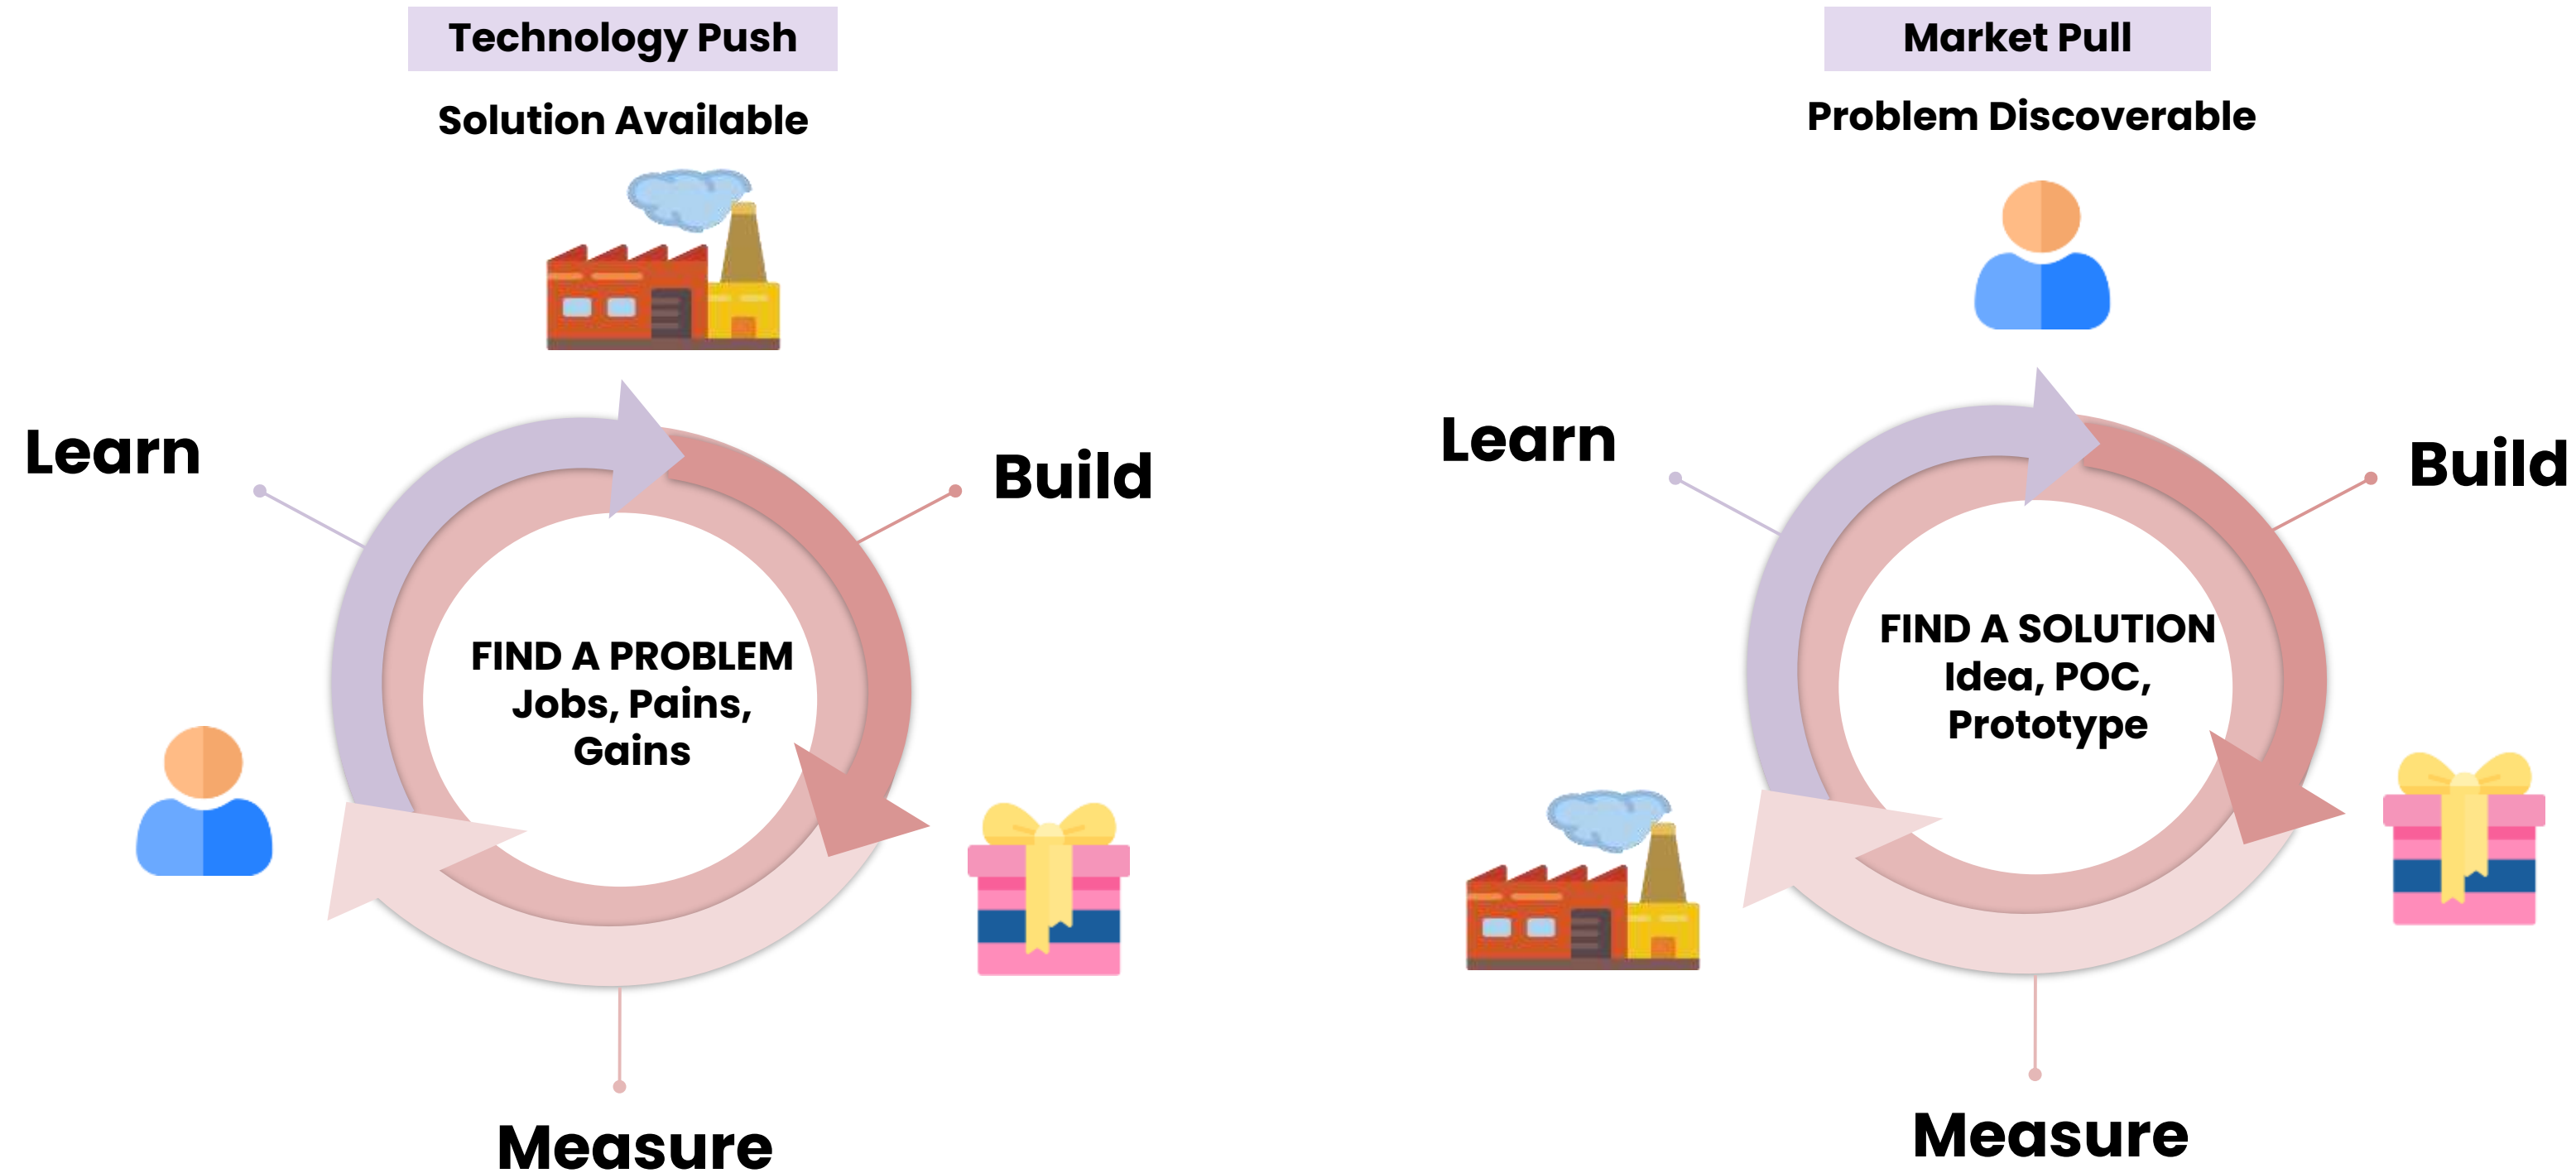 Technology Push
Solution Available
Learn
Build
FIND A PROBLEM
Jobs, Pains,
Gains
Measure
Market Pull
Problem Discoverable
Learn
Build
FIND A SOLUTION
Idea, POC,
Prototype
Measure